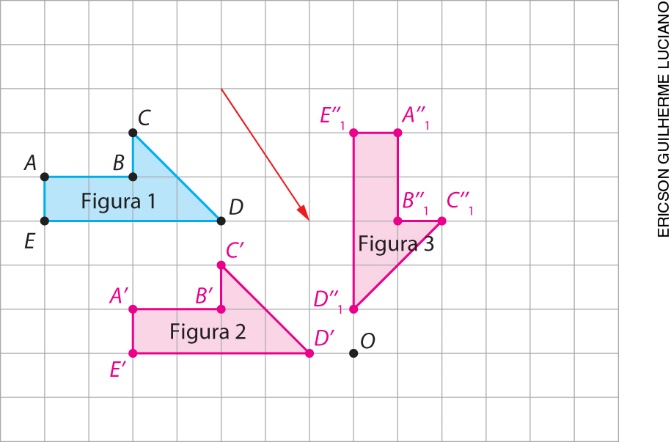 ERICSON GUILHERME LUCIANO
C
E″₁
A″₁
A
B
Figura 1
D
B″₁
C″₁
E
Figura 3
C′
A′
B′
D″₁
Figura 2
D′
O
E′